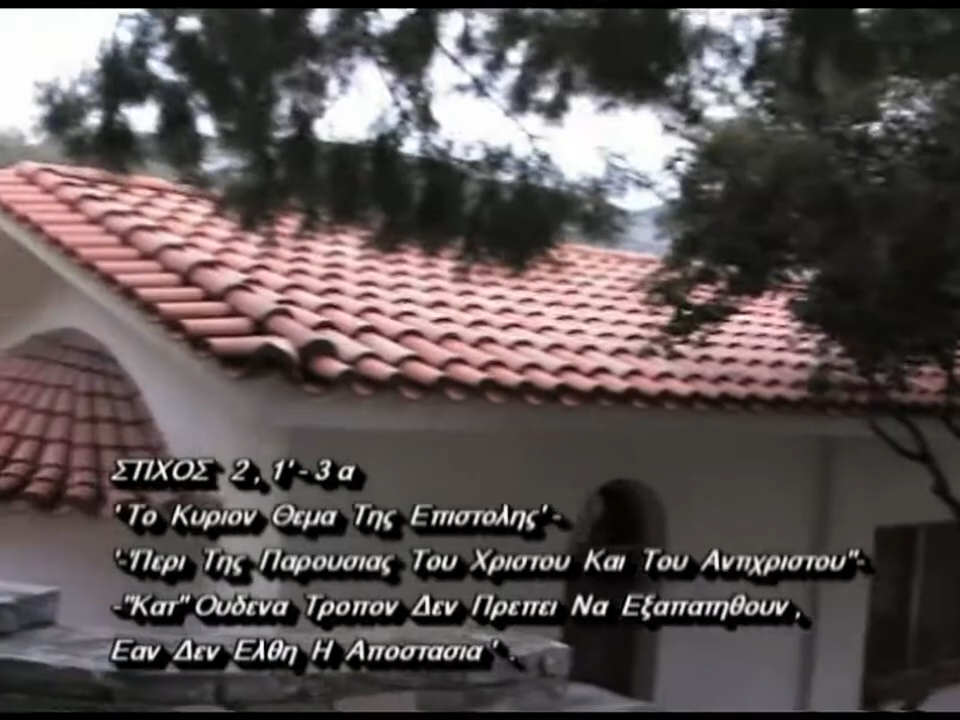 ΣΤΙΧΟΣ 2 , 1' - 3 α
' Το Κυριον Θεμα Της Επιστολης' -
'-'Περι Της Παρουσιας Του Χριστου Και Του Αντιχριστου"-
-"Κατ" Ουδενα Τροπον Δεν Πρεπει Να Εξαπατηθουν ,
Εαν Δεν Ελθη Η Αποστασια ' .